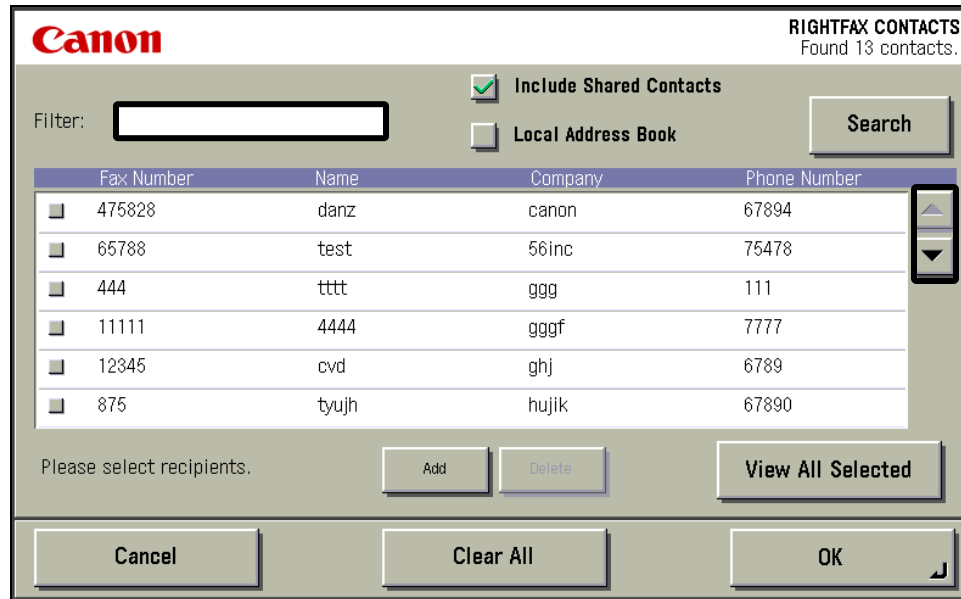 Canon
RIGHTFAX CONTACTS
Found 13 contacts.
Include Shared Contacts
Filter:
Local Address Book
Search
Fax Number Name Company Phone Number
475828 danz canon 67894
65788 test 56inc 75478
444 tttt ggg 111
11111 4444 gggf 7777
12345 cvd ghj 6789
875 tyujh hujik 67890
Please select recipients. Add Delete View All Selected
Cancel Clear All OK